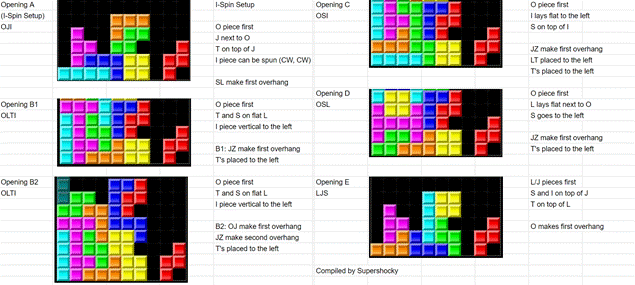 Opening A
(I-Spin Setup)
OJI
I-Spin Setup
O piece first
J next to O
T on top of J
I piece can be spun (CW, CW)
SL make first overhang
Opening B1
OLTI
O piece first
T and S on flat L
I piece vertical to the left
B1: JZ make first overhang
T's placed to the left
Opening B2
OLTI
O piece first
T and S on flat L
I piece vertical to the left
B2: OJ make first overhang
JZ make second overhang
T's placed to the left
Opening C
OSI
O piece first
I lays flat to the left
S on top of I
JZ make first overhang
LT placed to the left
T's placed to the left
Opening D
OSL
O piece first
L lays flat next to O
S goes to the left
JZ make first overhang
T's placed to the left
Opening E
LJS
L/J pieces first
S and I on top of J
T on top of L
O makes first overhang
Compiled by Supershocky